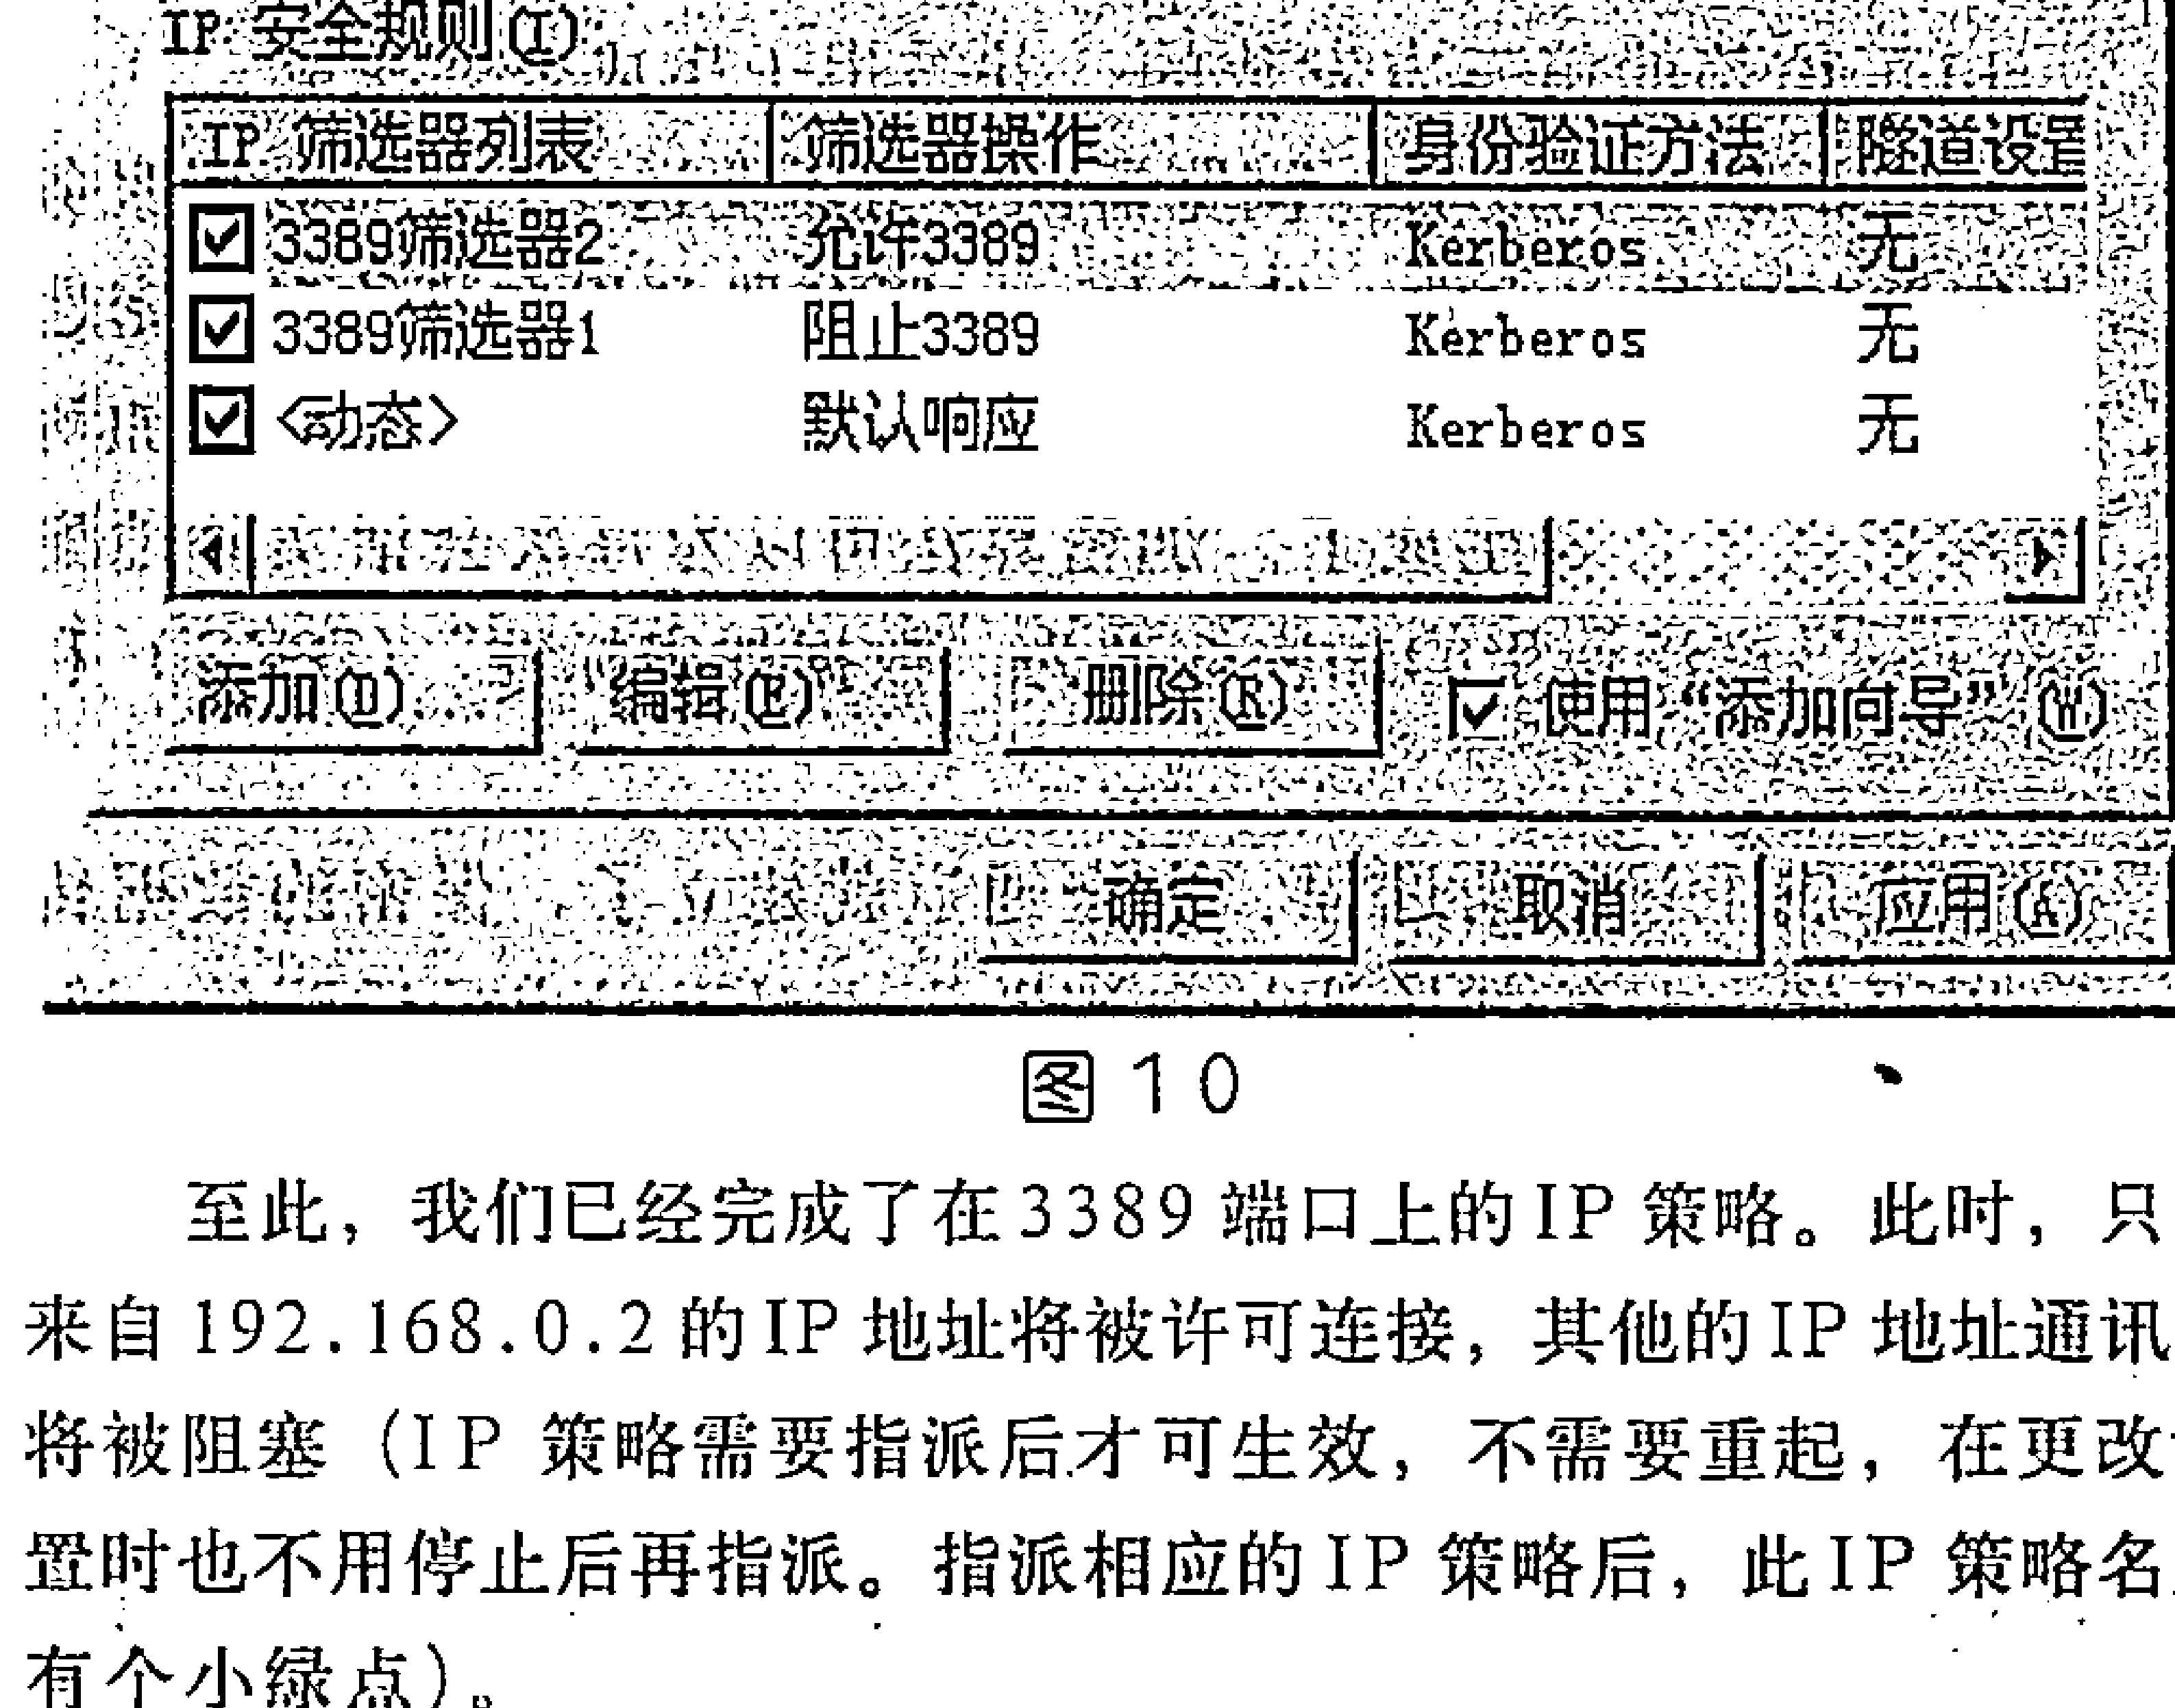 IP 安全规则(I)
IP 筛选器列表 筛选器操作 身份验证方法 隧道设置
3389筛选器2 允许3389 Kerberos 无
3389筛选器1 阻止3389 Kerberos 无
<动态> 默认响应 Kerberos 无
添加(D) 编辑(E) 删除(R) 使用“添加向导”(W)
确定 取消 应用(A)
图10
至此，我们已经完成了在3389端口上的IP策略。此时，只
来自192.168.0.2的IP地址将被许可连接，其他的IP地址通讯
将被阻塞（IP 策略需要指派后才可生效，不需要重起，在更改
置时也不用停止后再指派。指派相应的IP策略后，此IP策略名
有个小绿点）。